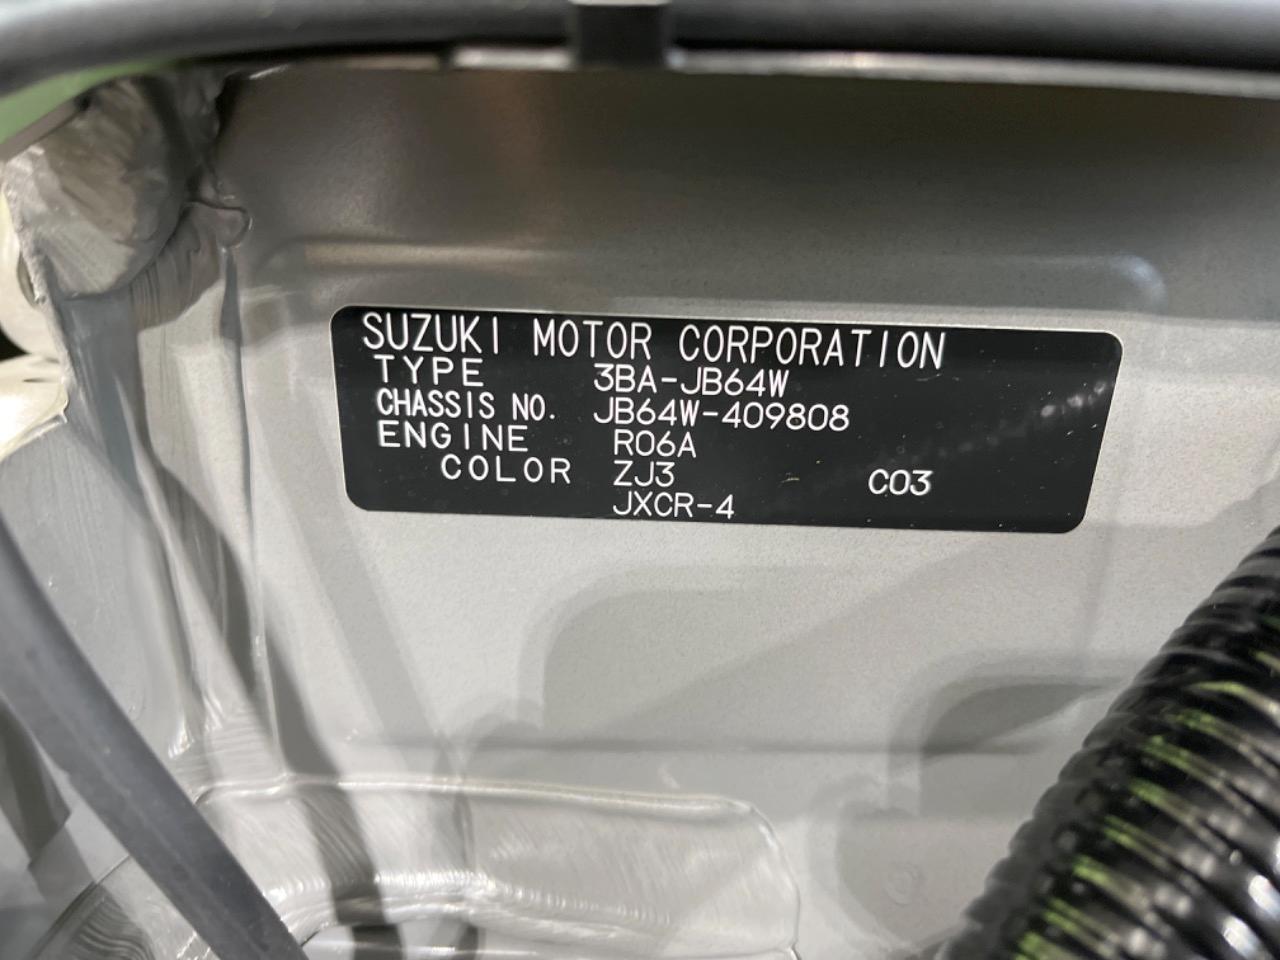 SUZUKI MOTOR CORPORATION
TYPE 3BA-JB64W
CHASSIS NO. JB64W-409808
ENGINE R06A
COLOR ZJ3 C03
JXCR-4